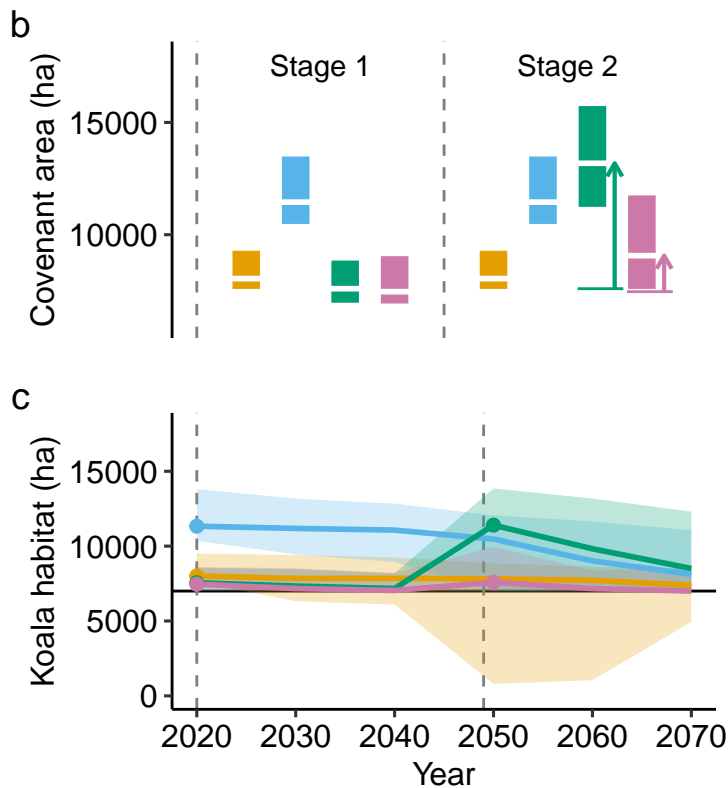 b
Covenant area (ha)
Stage 1
Stage 2
15000
10000
c
Koala habitat (ha)
15000
10000
5000
0
2020 2030 2040 2050 2060 2070
Year